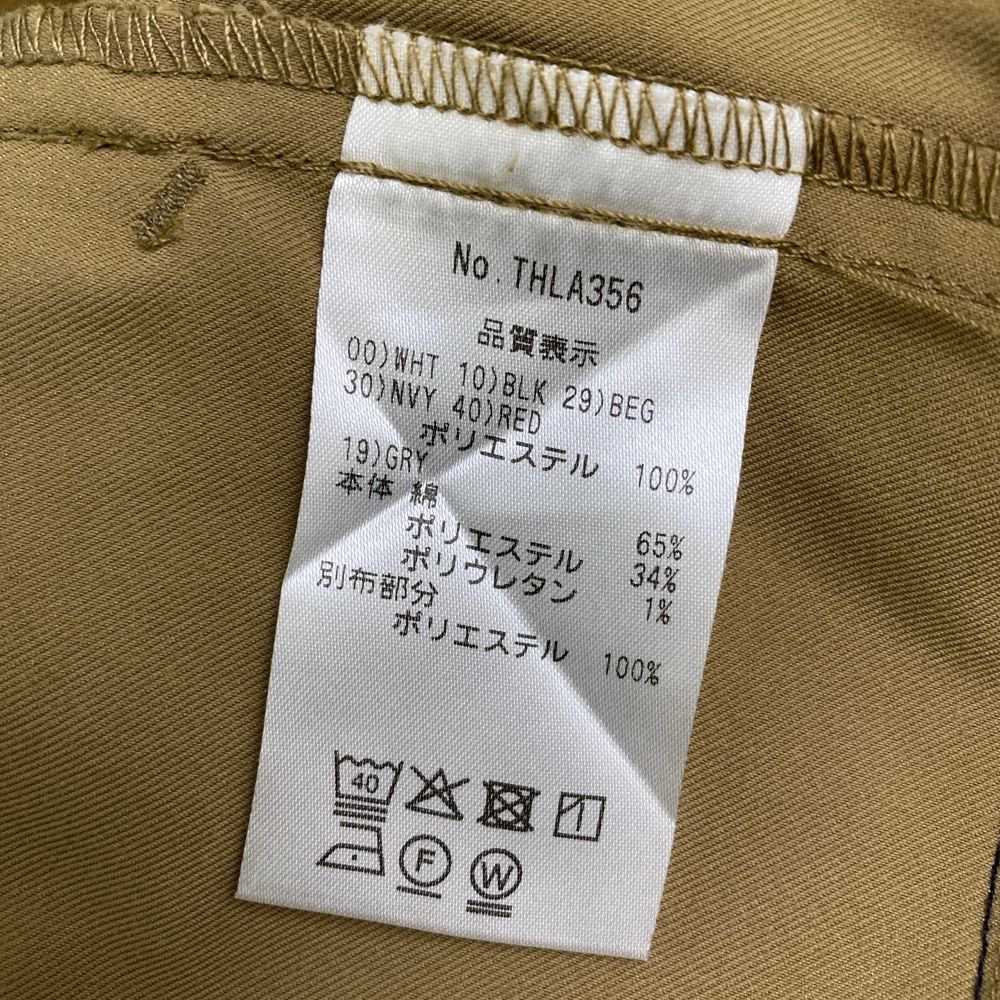 No. THLA356
品質表示
00)WHT 10)BLK 29)BEG
30)NVY 40)RED
ポリエステル 100%
19)GRY
本体 綿 65%
ポリエステル 34%
ポリウレタン 1%
別布部分
ポリエステル 100%
40
F
W